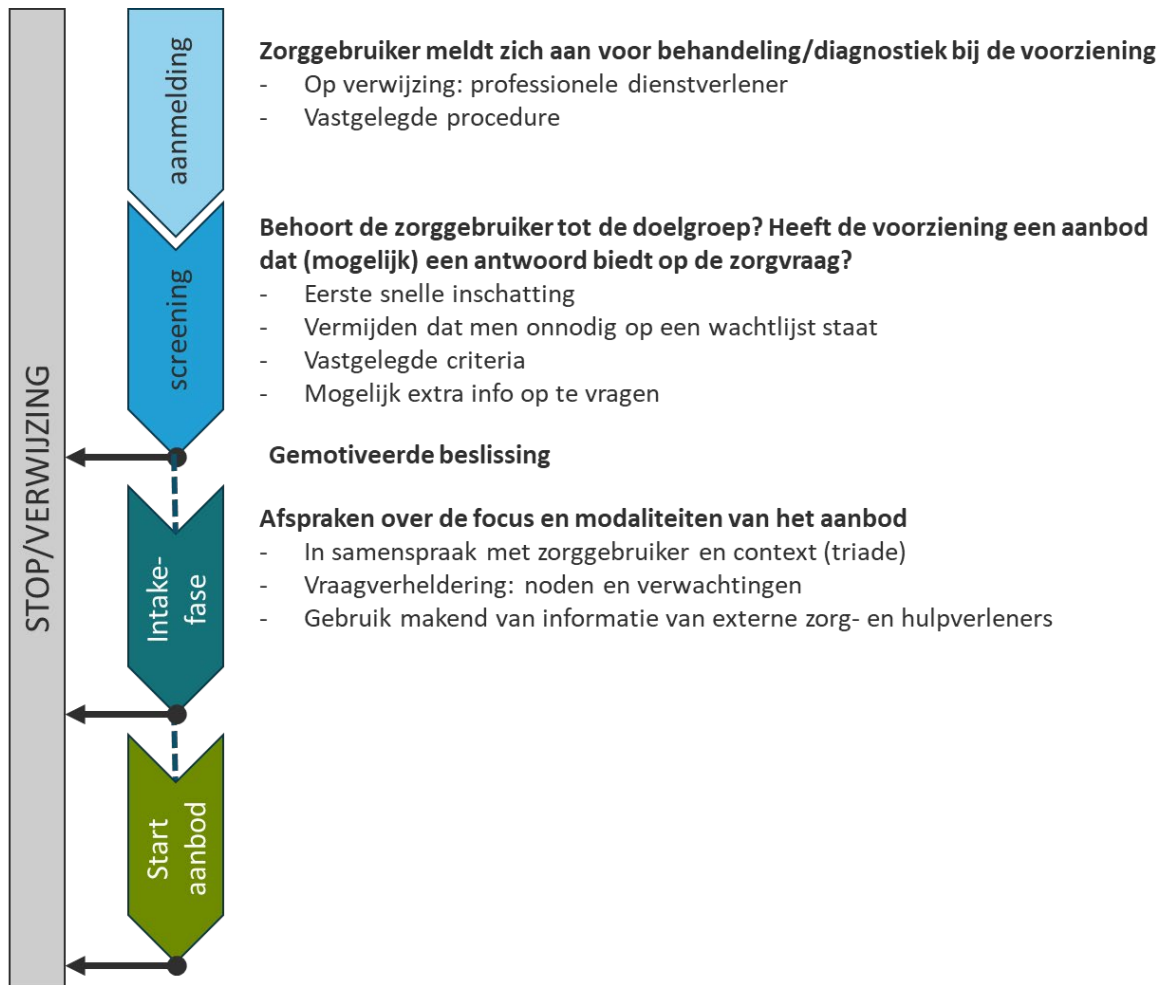 STOP/VERWIJZING
aanmelding
Zorggebruiker meldt zich aan voor behandeling/diagnostiek bij de voorziening
- Op verwijzing: professionele dienstverlener
- Vastgelegde procedure
screening
Behoort de zorggebruiker tot de doelgroep? Heeft de voorziening een aanbod
dat (mogelijk) een antwoord biedt op de zorgvraag?
- Eerste snelle inschatting
- Vermijden dat men onnodig op een wachtlijst staat
- Vastgelegde criteria
- Mogelijk extra info op te vragen
Gemotiveerde beslissing
Intake-
fase
Afspraken over de focus en modaliteiten van het aanbod
- In samenspraak met zorggebruiker en context (triade)
- Vraagverheldering: noden en verwachtingen
- Gebruik makend van informatie van externe zorg- en hulpverleners
Start
aanbod